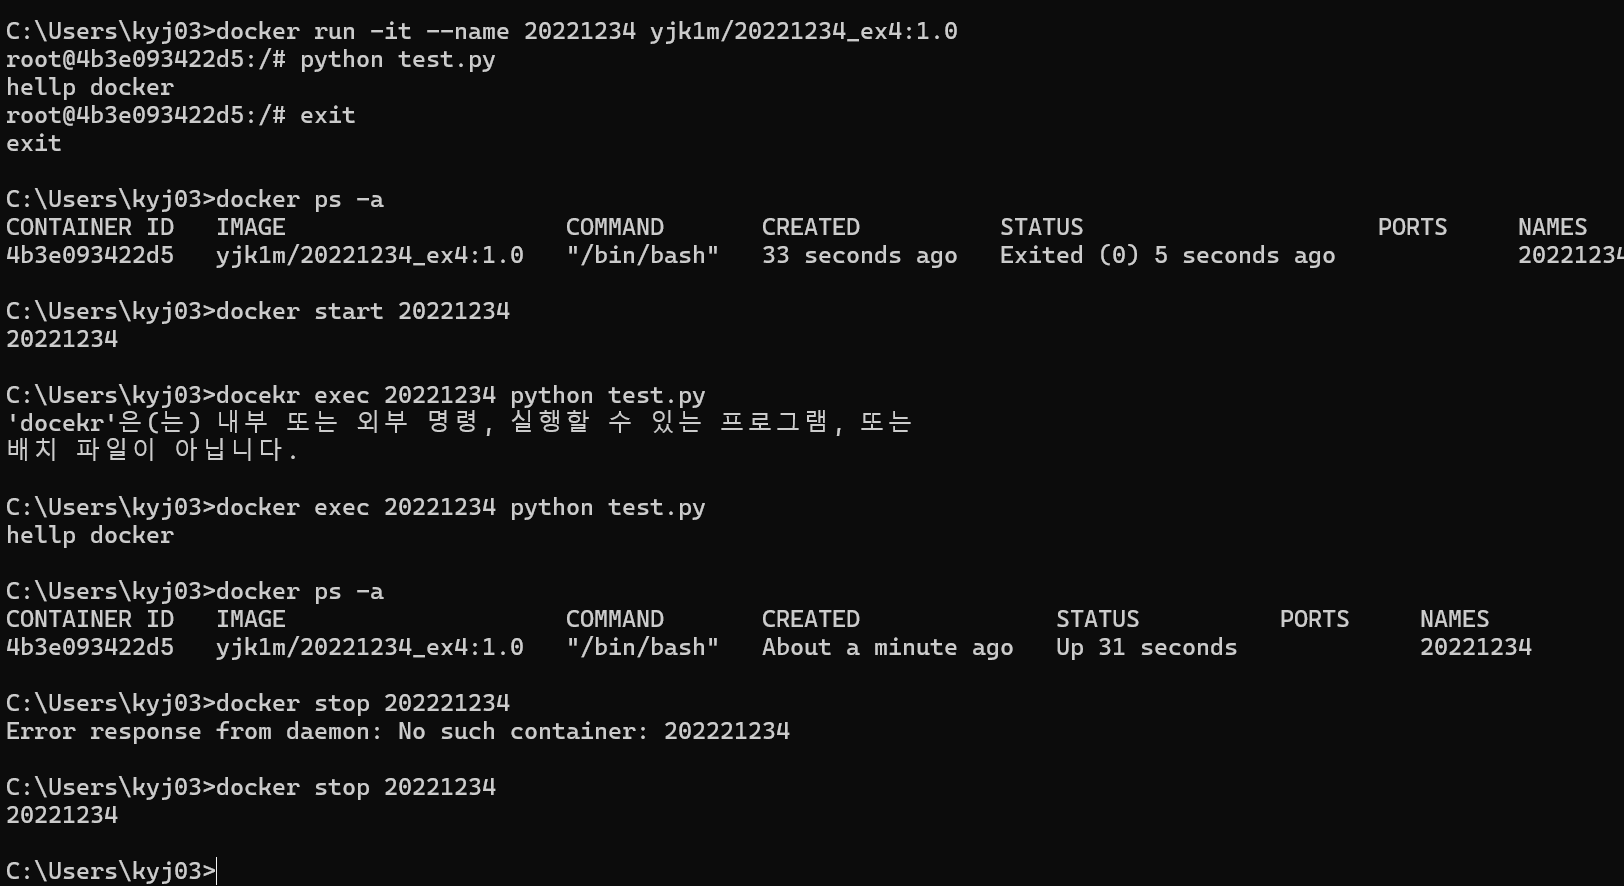 C:\Users\kyj03>docker run -it --name 20221234 yjk1m/20221234_ex4:1.0
root@4b3e093422d5:/# python test.py
hellp docker
root@4b3e093422d5:/# exit
exit
C:\Users\kyj03>docker ps -a
CONTAINER ID   IMAGE                    COMMAND       CREATED          STATUS                     PORTS     NAMES
4b3e093422d5   yjk1m/20221234_ex4:1.0   "/bin/bash"   33 seconds ago   Exited (0) 5 seconds ago             20221234
C:\Users\kyj03>docker start 20221234
20221234
C:\Users\kyj03>docekr exec 20221234 python test.py
'docekr'은(는) 내부 또는 외부 명령, 실행할 수 있는 프로그램, 또는
배치 파일이 아닙니다.
C:\Users\kyj03>docker exec 20221234 python test.py
hellp docker
C:\Users\kyj03>docker ps -a
CONTAINER ID   IMAGE                    COMMAND       CREATED              STATUS          PORTS     NAMES
4b3e093422d5   yjk1m/20221234_ex4:1.0   "/bin/bash"   About a minute ago   Up 31 seconds             20221234
C:\Users\kyj03>docker stop 202221234
Error response from daemon: No such container: 202221234
C:\Users\kyj03>docker stop 20221234
20221234
C:\Users\kyj03>